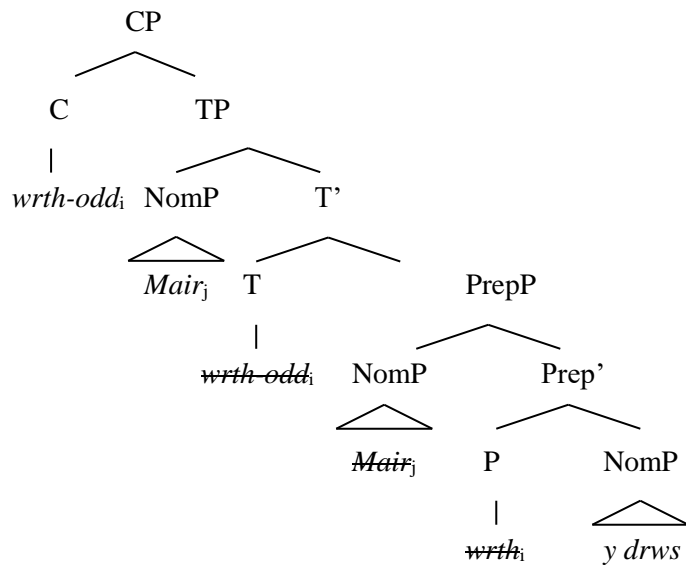 CP
C TP
wrth-oddᵢ NomP T’
Mairⱼ T PrepP
wrth-oddᵢ NomP Prep’
Mairⱼ P NomP
wrthᵢ y drws